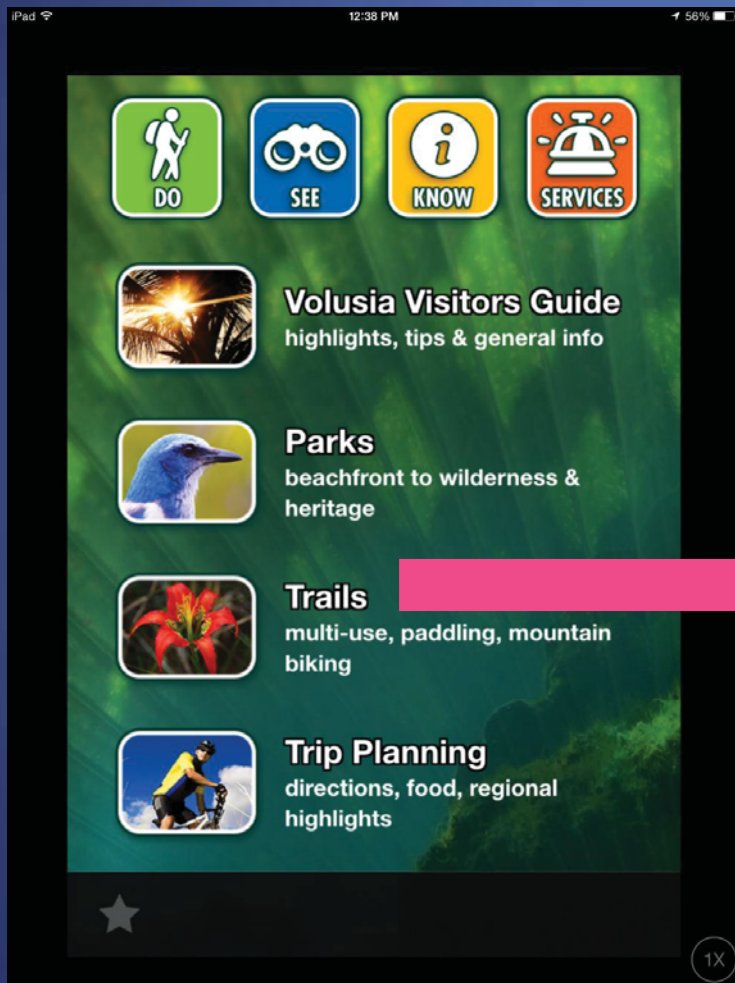 iPad 12:38 PM 56%
DO SEE i KNOW SERVICES
Volusia Visitors Guide
highlights, tips & general info
Parks
beachfront to wilderness &
heritage
Trails
multi-use, paddling, mountain
biking
Trip Planning
directions, food, regional
highlights
1X